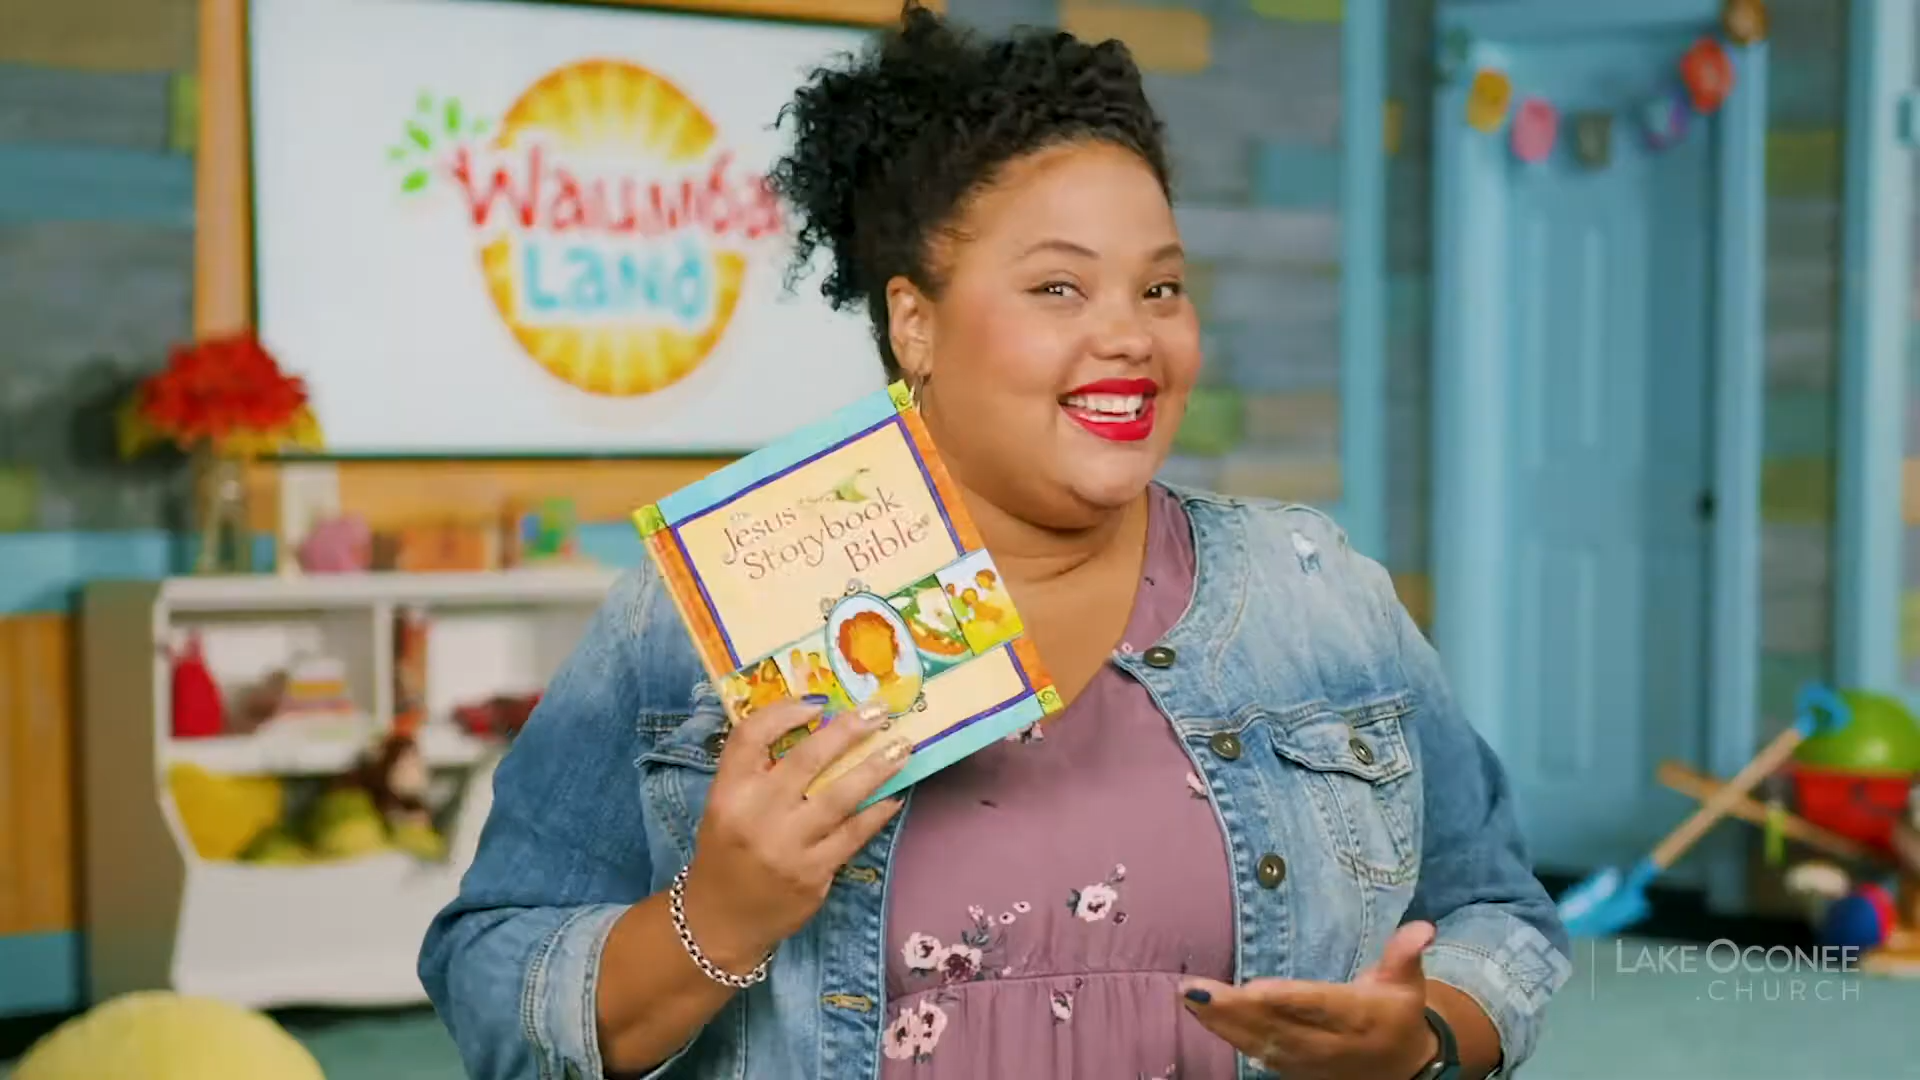 Waumba
Land
The
Jesus
Storybook
Bible
Lake Oconee
.Church